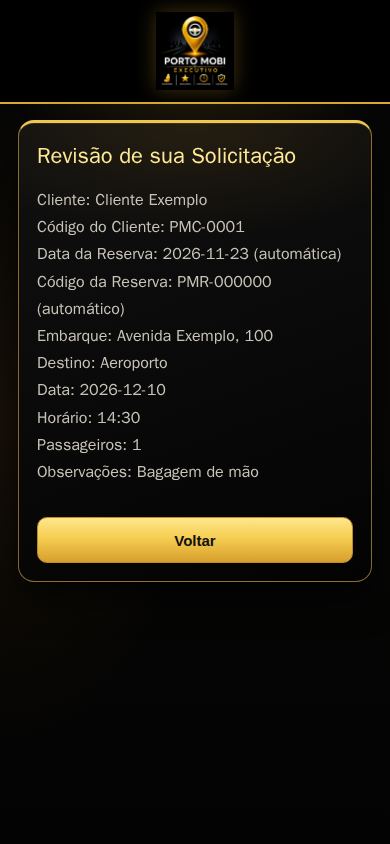 PORTO MOBI
EXECUTIVO
Revisão de sua Solicitação
Cliente: Cliente Exemplo
Código do Cliente: PMC-0001
Data da Reserva: 2026-11-23 (automática)
Código da Reserva: PMR-000000
(automático)
Embarque: Avenida Exemplo, 100
Destino: Aeroporto
Data: 2026-12-10
Horário: 14:30
Passageiros: 1
Observações: Bagagem de mão
Voltar